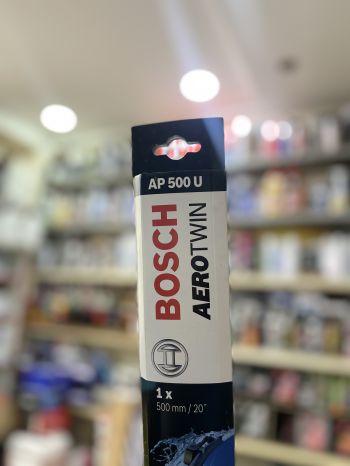 AP 500 U
BOSCH
AEROTWIN
1 x
500 mm / 20"